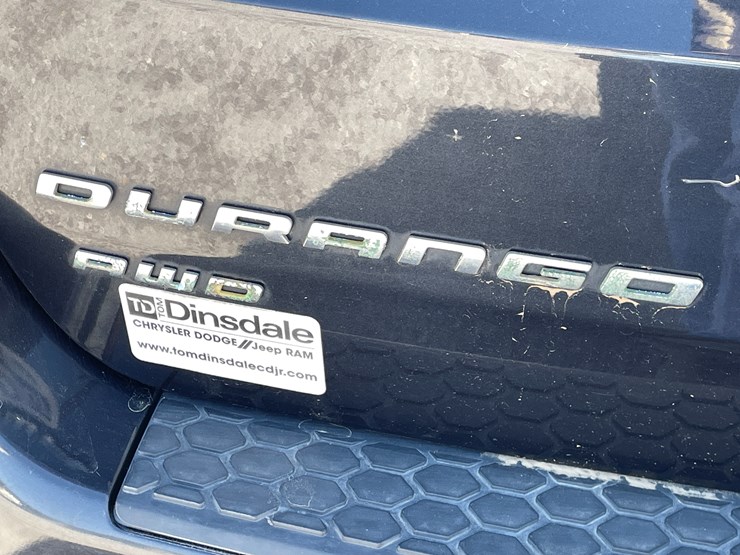 DURANGO
AWD
TD TOM Dinsdale
CHRYSLER DODGE//Jeep RAM
www.tomdinsdalecdjr.com